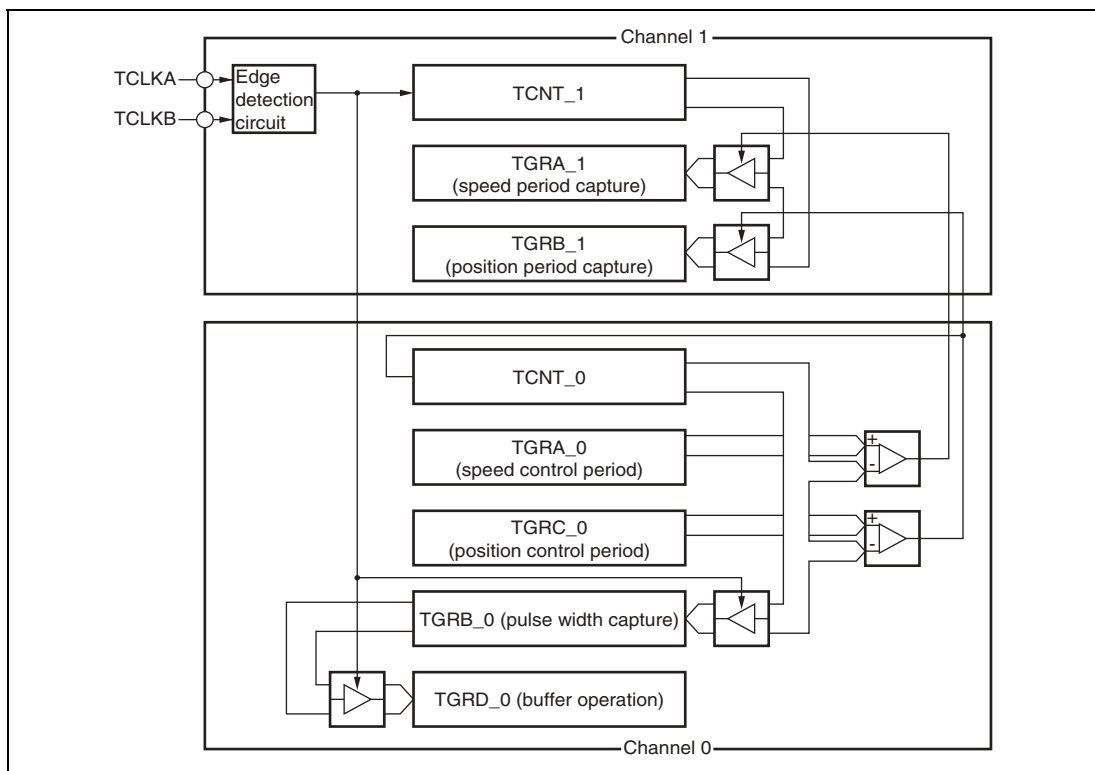 Channel 1
TCLKA
TCLKB
Edge
detection
circuit
TCNT_1
TGRA_1
(speed period capture)
TGRB_1
(position period capture)
TCNT_0
TGRA_0
(speed control period)
+
-
TGRC_0
(position control period)
+
-
TGRB_0 (pulse width capture)
TGRD_0 (buffer operation)
Channel 0